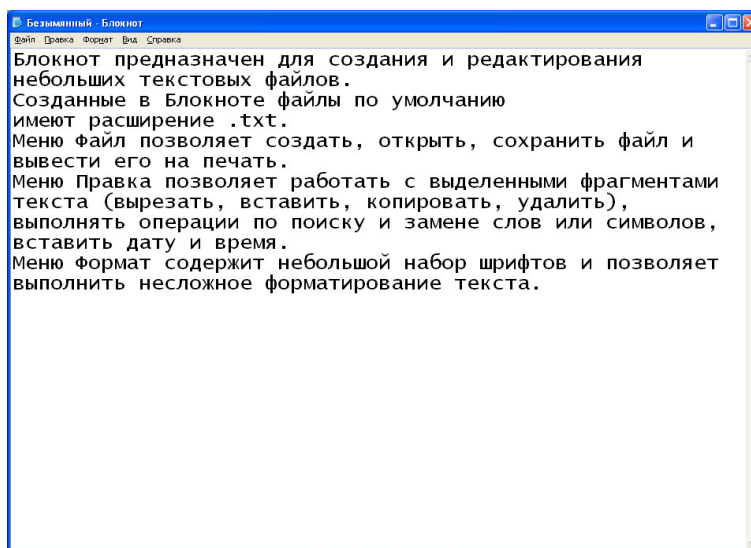 Безымянный - Блокнот
Файл Правка Формат Вид Справка
Блокнот предназначен для создания и редактирования
небольших текстовых файлов.
Созданные в Блокноте файлы по умолчанию
имеют расширение .txt.
Меню Файл позволяет создать, открыть, сохранить файл и
вывести его на печать.
Меню Правка позволяет работать с выделенными фрагментами
текста (вырезать, вставить, копировать, удалить),
выполнять операции по поиску и замене слов или символов,
вставить дату и время.
Меню Формат содержит небольшой набор шрифтов и позволяет
выполнить несложное форматирование текста.